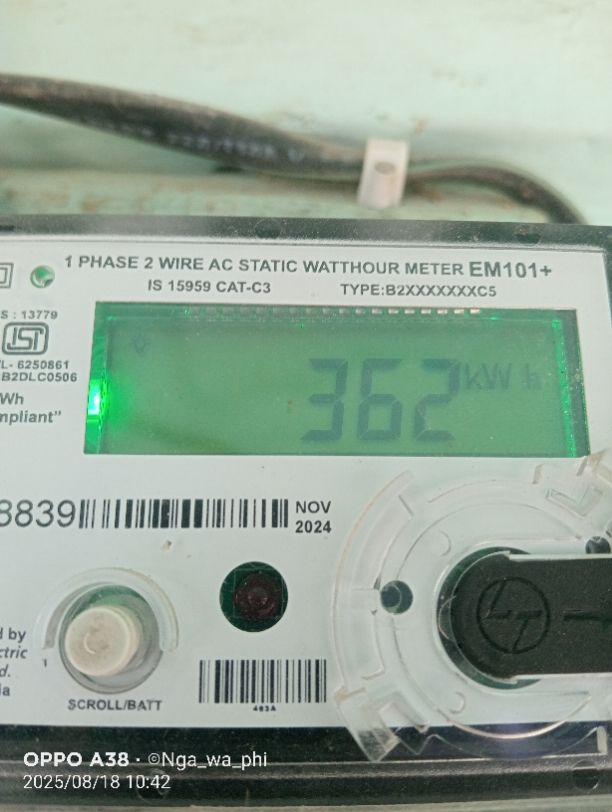 1 PHASE 2 WIRE AC STATIC WATTHOUR METER EM101+
IS 15959 CAT-C3 TYPE:B2XXXXXXXC5
S : 13779
ISI
L- 6250861
B2DLC0506
Wh
mpliant"
362 kWh
8839
NOV
2024
d by
ctric
d.
ia
SCROLL/BATT
LT
OPPO A38 · ©Nga_wa_phi
2025/08/18 10:42